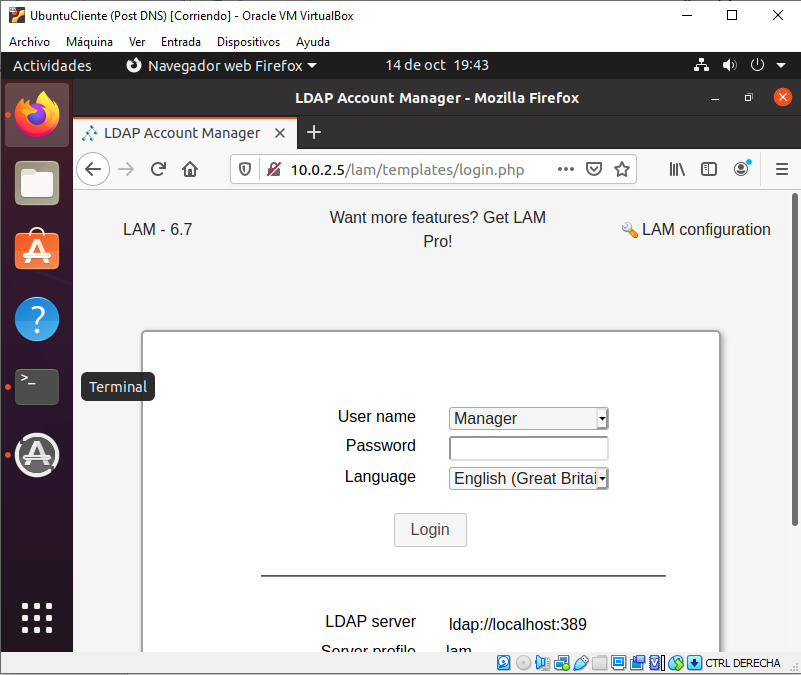 UbuntuCliente (Post DNS) [Corriendo] - Oracle VM VirtualBox
Archivo Máquina Ver Entrada Dispositivos Ayuda
Actividades Navegador web Firefox 14 de oct 19:43
LDAP Account Manager - Mozilla Firefox
LDAP Account Manager
10.0.2.5/lam/templates/login.php
LAM - 6.7
Want more features? Get LAM
Pro!
LAM configuration
Terminal
User name Manager
Password
Language English (Great Britai
Login
LDAP server ldap://localhost:389
Server profile lam
CTRL DERECHA